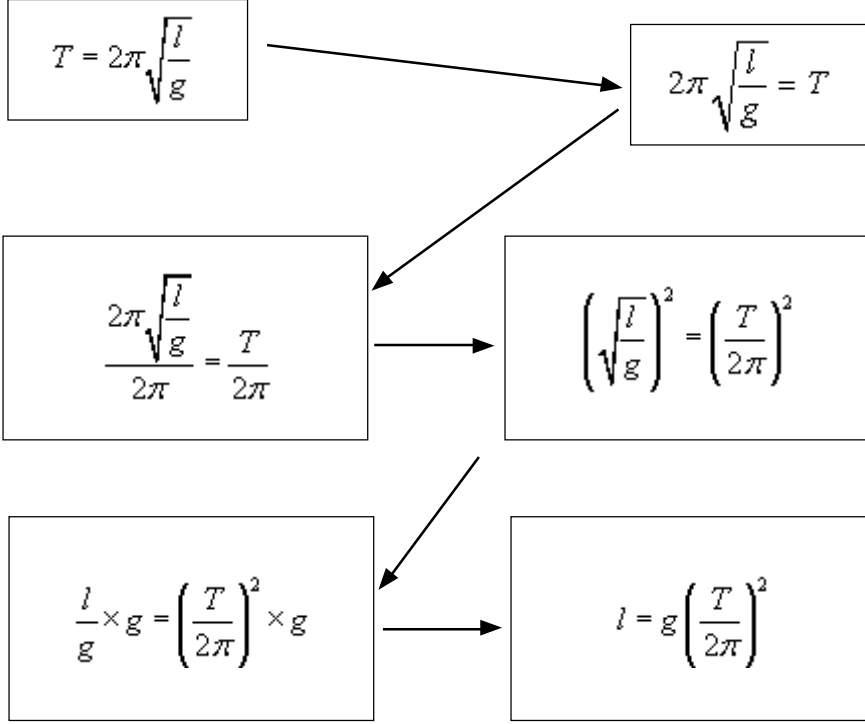 T = 2π√(l/g)
2π√(l/g) = T
(2π√(l/g))/(2π) = T/(2π)
(√(l/g))² = (T/(2π))²
l/g × g = (T/(2π))² × g
l = g(T/(2π))²